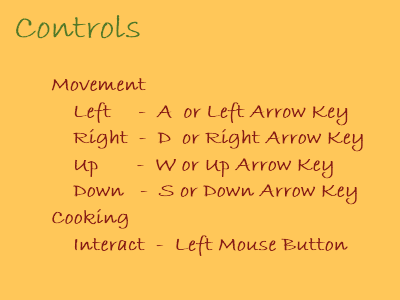 Controls
Movement
Left - A or Left Arrow Key
Right - D or Right Arrow Key
Up - W or Up Arrow Key
Down - S or Down Arrow Key
Cooking
Interact - Left Mouse Button